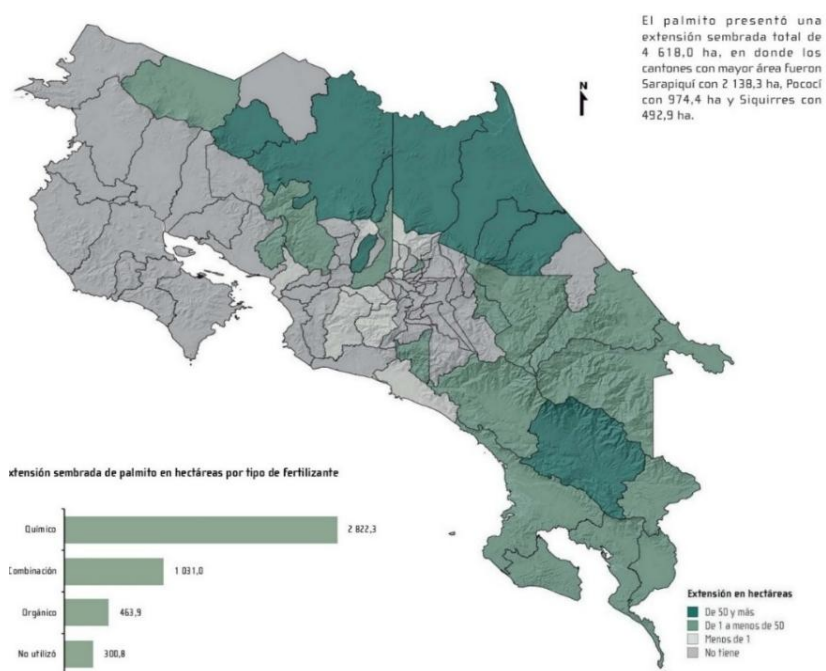 El palmito presentó una
extensión sembrada total de
4 618,0 ha, en donde los
cantones con mayor área fueron
Sarapiquí con 2 138,3 ha, Pococí
con 974,4 ha y Siquirres con
492,9 ha.
N
xtensión sembrada de palmito en hectáreas por tipo de fertilizante
Químico
2 822,3
Combinación
1 031,0
Orgánico
463,9
No utilizó
300,8
Extensión en hectáreas
De 50 y más
De 1 a menos de 50
Menos de 1
No tiene